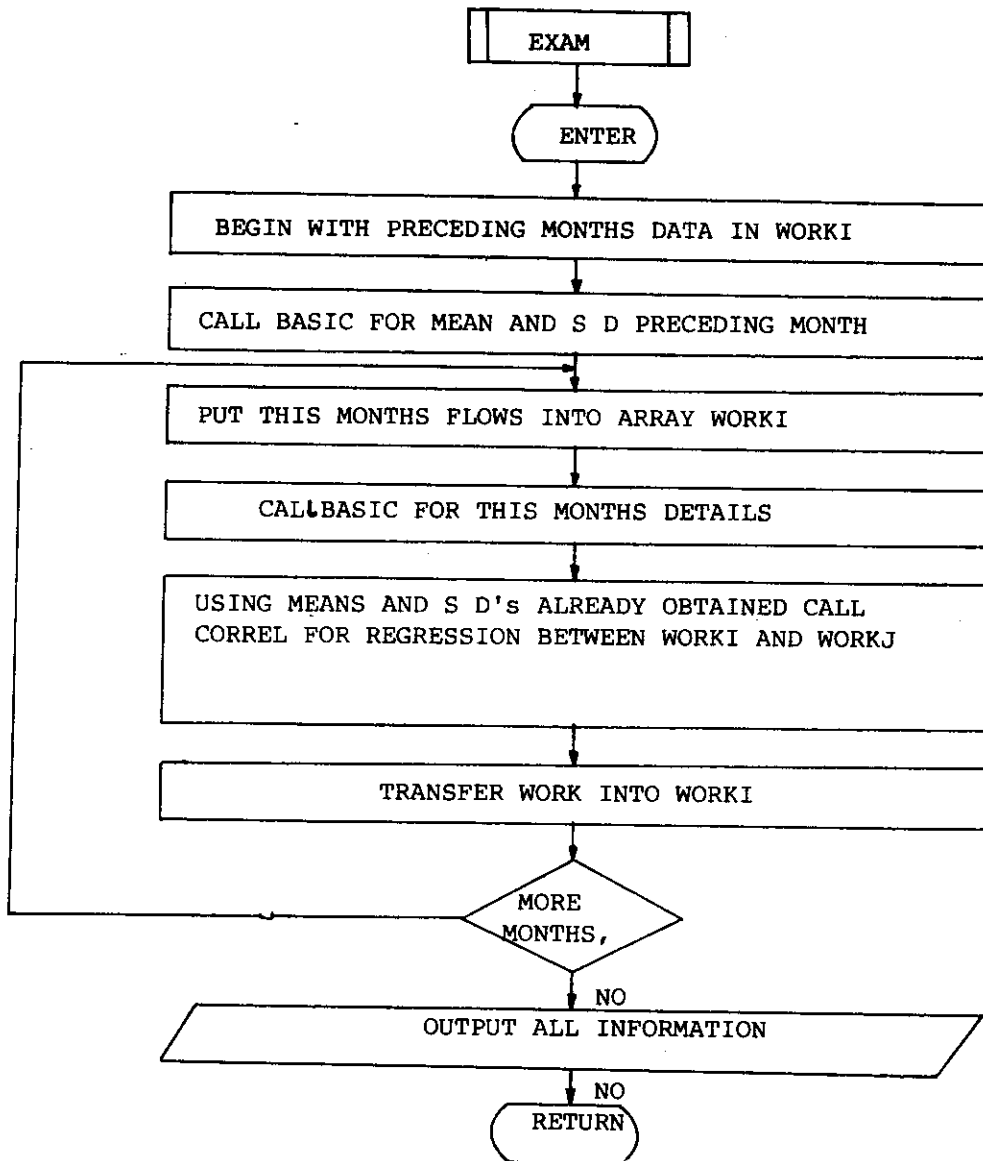 EXAM
ENTER
BEGIN WITH PRECEDING MONTHS DATA IN WORKI
CALL BASIC FOR MEAN AND S D PRECEDING MONTH
PUT THIS MONTHS FLOWS INTO ARRAY WORKI
CALLBASIC FOR THIS MONTHS DETAILS
USING MEANS AND S D's ALREADY OBTAINED CALL
CORREL FOR REGRESSION BETWEEN WORKI AND WORKJ
TRANSFER WORK INTO WORKI
MORE
MONTHS,
NO
OUTPUT ALL INFORMATION
NO
RETURN